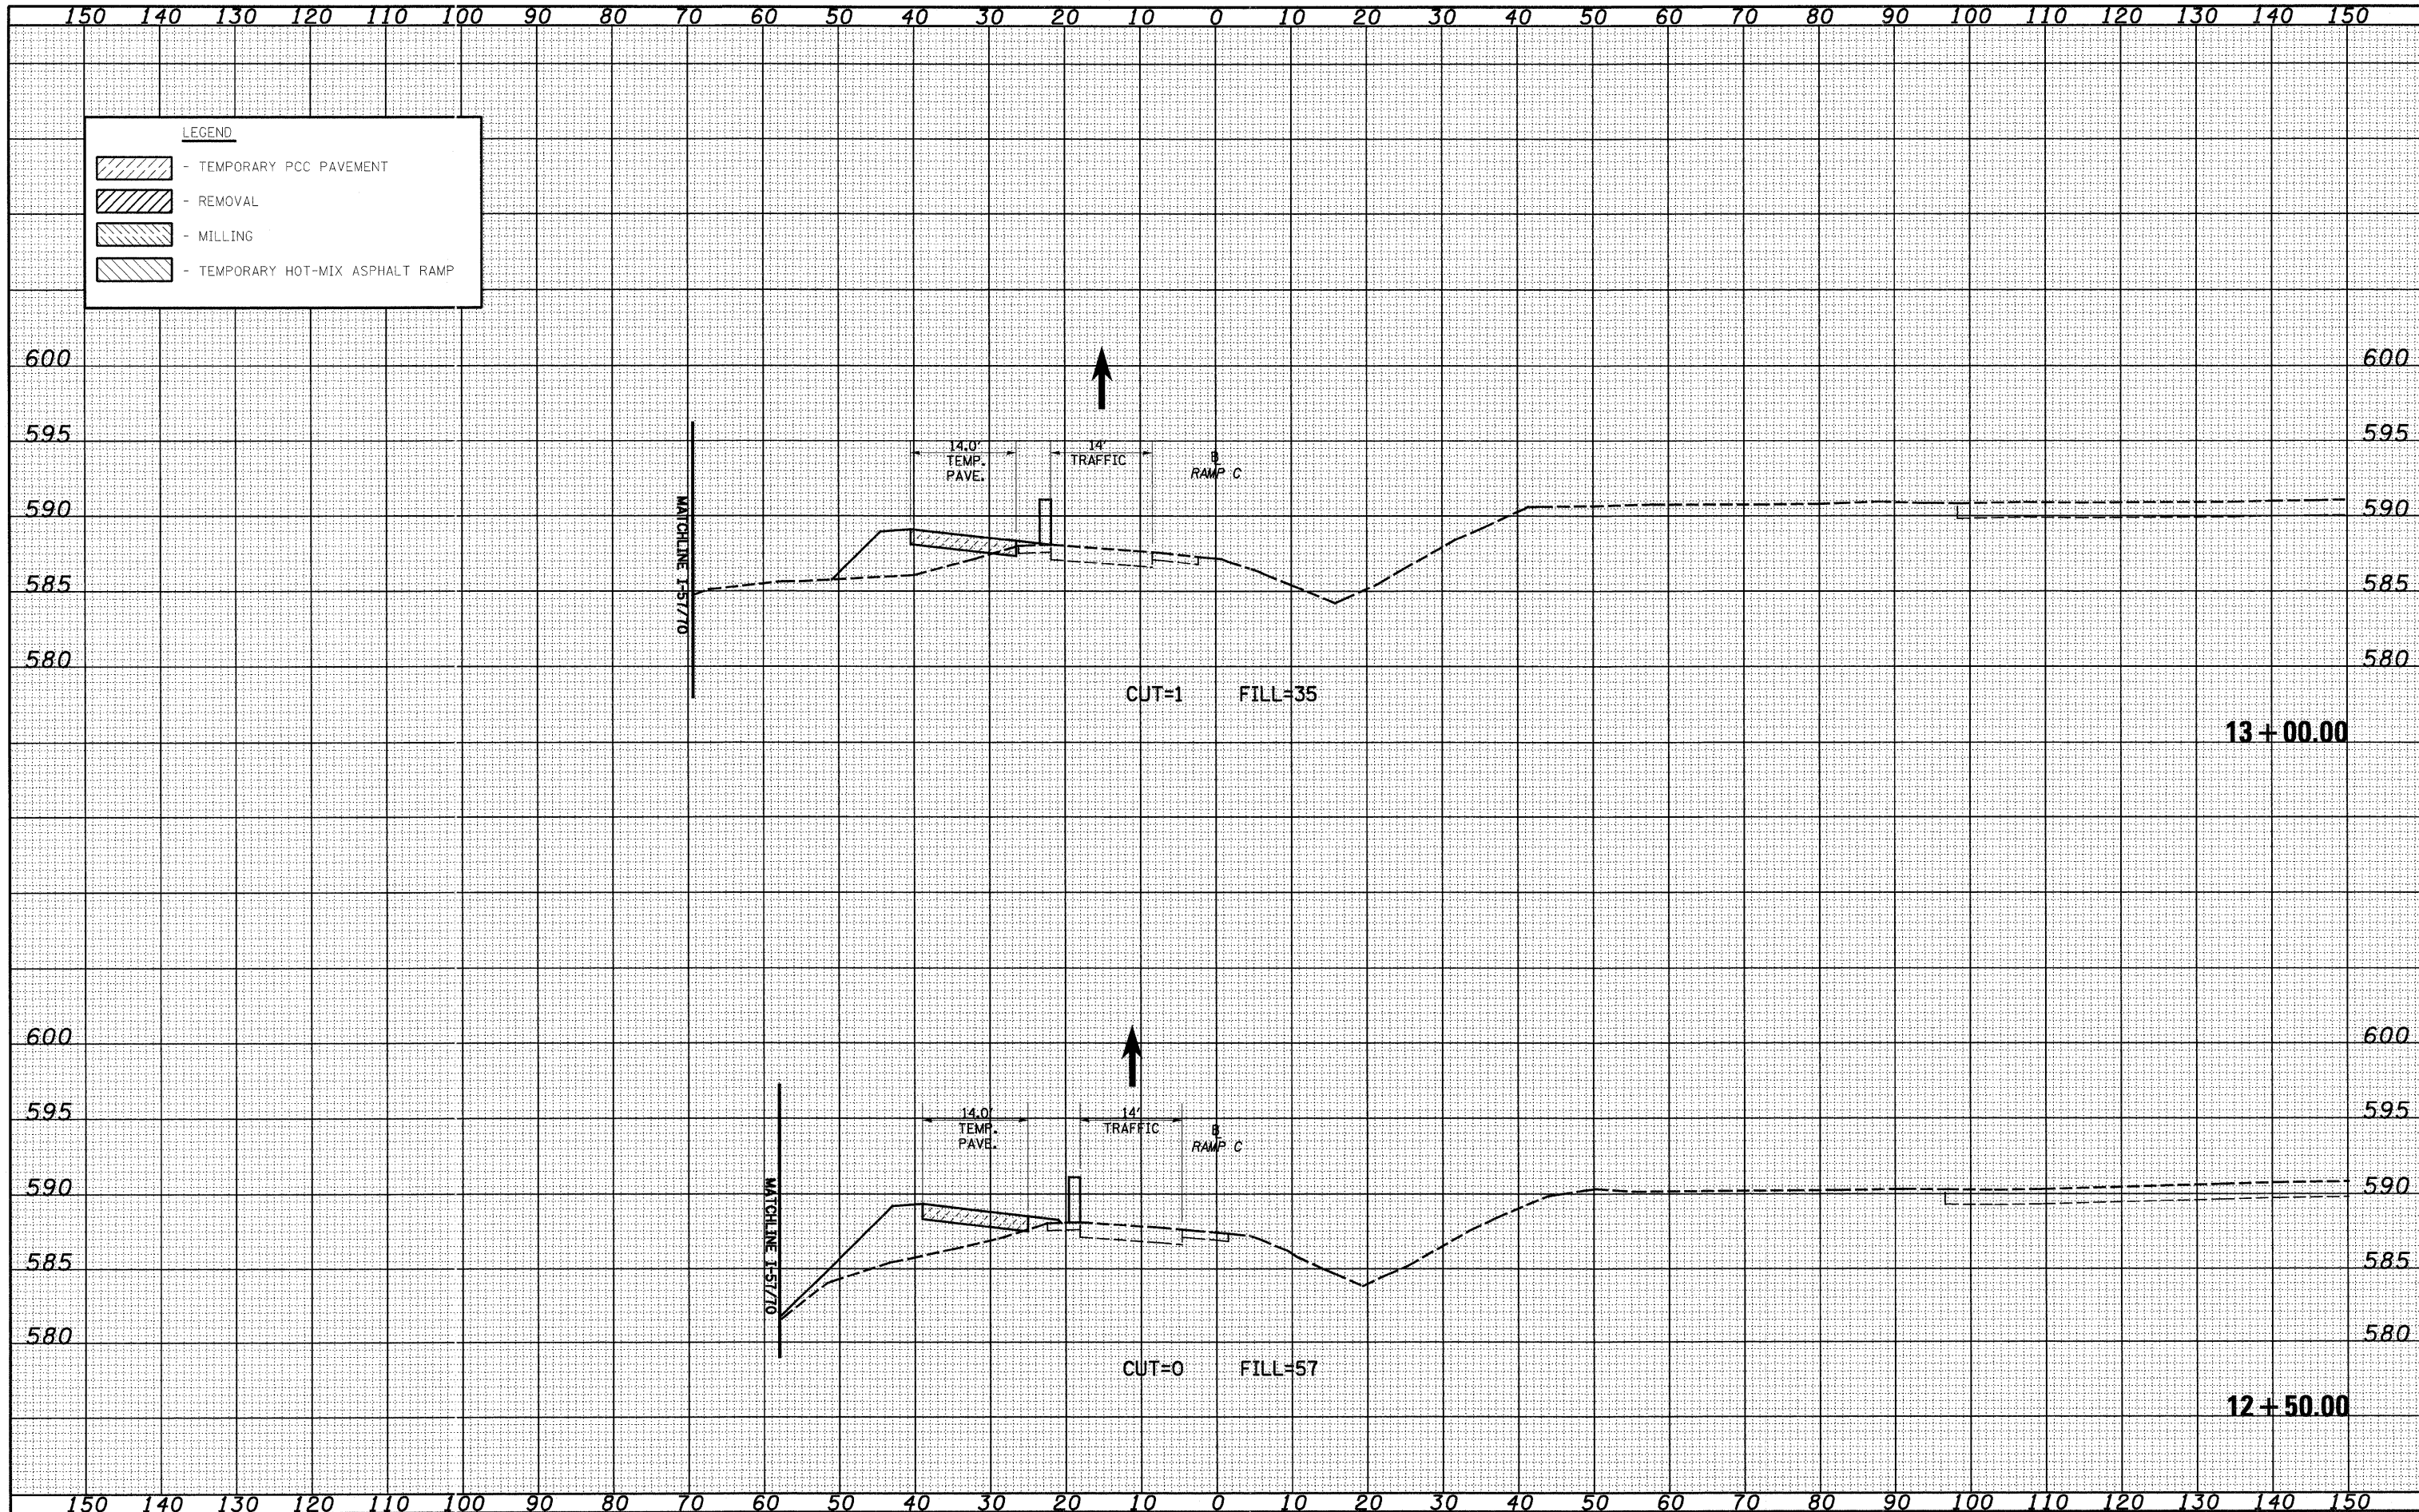 150 140 130 120 110 100 90 80 70 60 50 40 30 20 10 0 10 20 30 40 50 60 70 80 90 100 110 120 130 140 150
LEGEND
- TEMPORARY PCC PAVEMENT
- REMOVAL
- MILLING
- TEMPORARY HOT-MIX ASPHALT RAMP
600 600
595 595
14.0' 14'
TEMP. TRAFFIC B
PAVE. RAMP C
590 590
MATCHLINE I-57/70
585 585
580 580
CUT=1 FILL=35
13 + 00.00
600 600
595 595
14.0' 14'
TEMP. TRAFFIC B
PAVE. RAMP C
590 590
MATCHLINE I-57/70
585 585
580 580
CUT=0 FILL=57
12 + 50.00
150 140 130 120 110 100 90 80 70 60 50 40 30 20 10 0 10 20 30 40 50 60 70 80 90 100 110 120 130 140 150